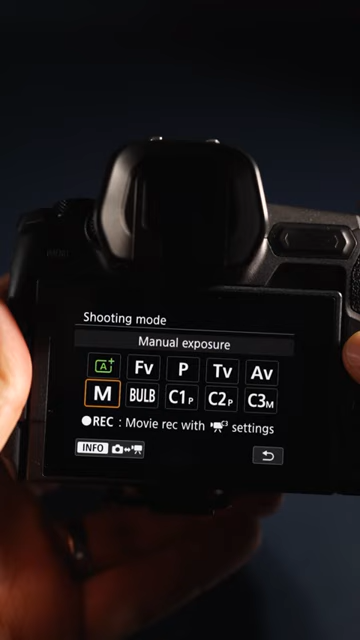 Shooting mode
Manual exposure
A+ Fv P Tv Av
M BULB C1P C2P C3M
REC : Movie rec with settings
INFO